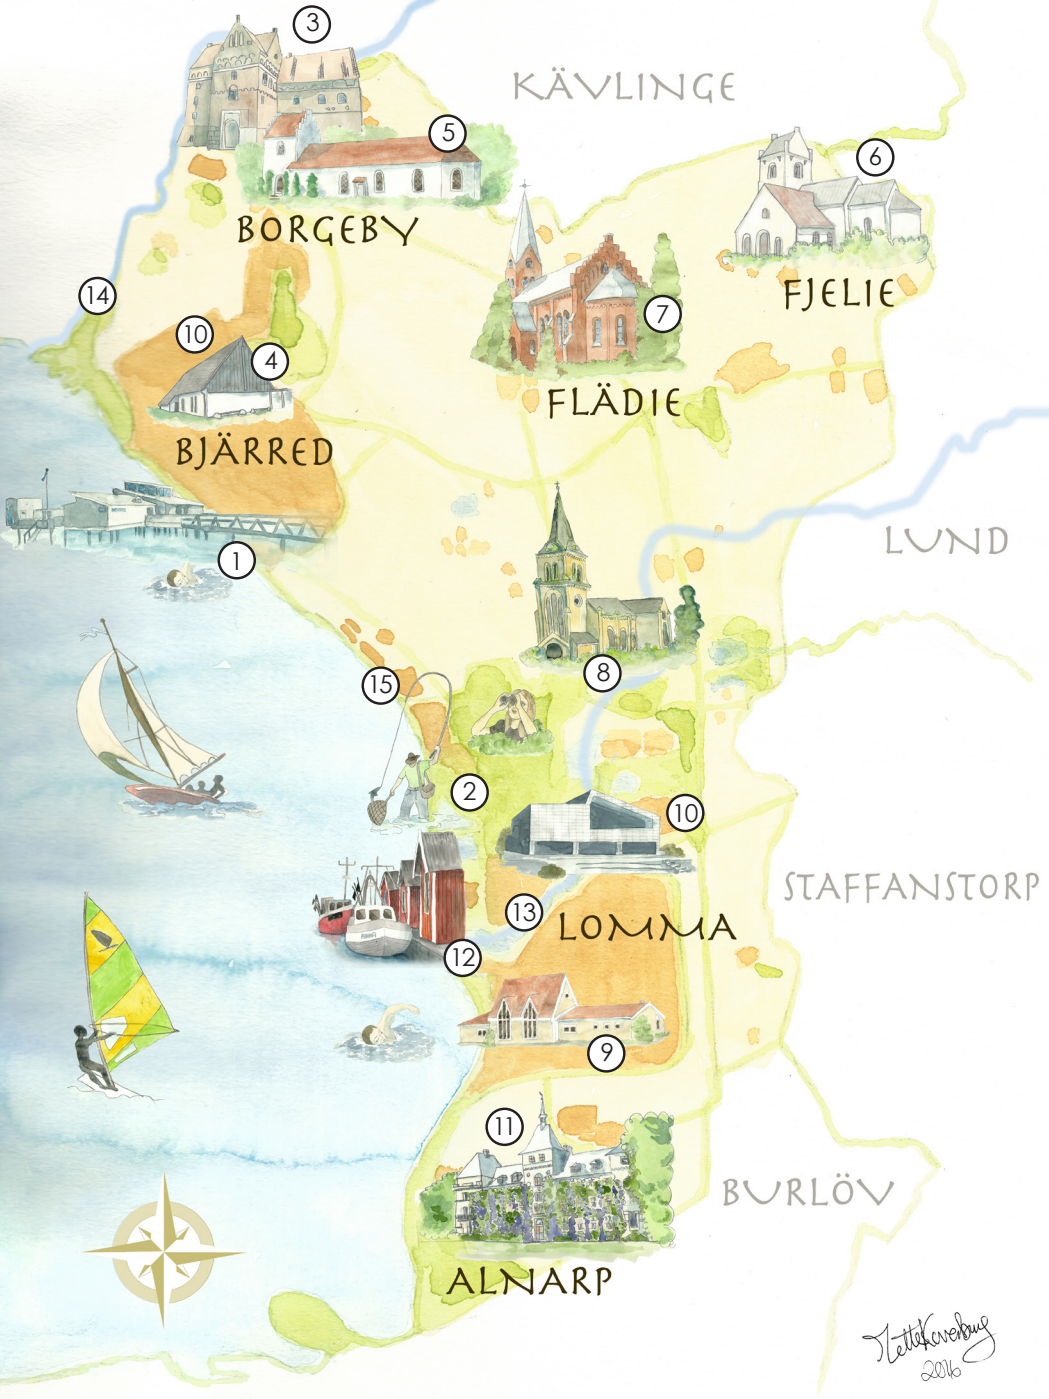 3
KÄVLINGE
5
6
BORGEBY
14
FJELIE
7
10
4
FLÄDIE
BJÄRRED
LUND
1
8
15
2
10
STAFFANSTORP
13
LOMMA
12
9
11
BURLÖV
ALNARP
2016